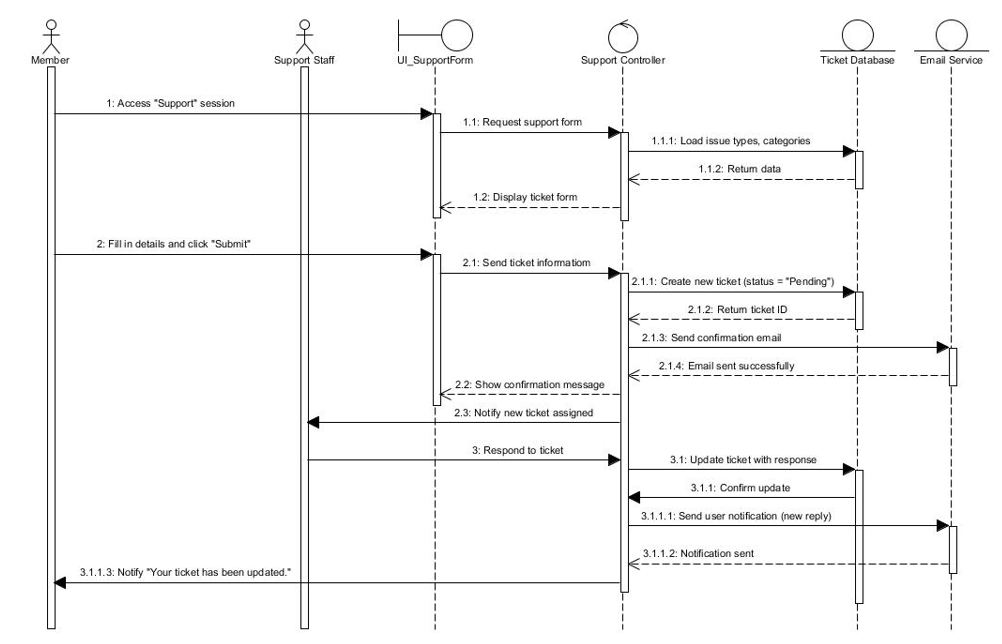 Member
Support Staff
UI_SupportForm
Support Controller
Ticket Database
Email Service
1: Access "Support" session
1.1: Request support form
1.1.1: Load issue types, categories
1.1.2: Return data
1.2: Display ticket form
2: Fill in details and click "Submit"
2.1: Send ticket informatiom
2.1.1: Create new ticket (status = "Pending")
2.1.2: Return ticket ID
2.1.3: Send confirmation email
2.1.4: Email sent successfully
2.2: Show confirmation message
2.3: Notify new ticket assigned
3: Respond to ticket
3.1: Update ticket with response
3.1.1: Confirm update
3.1.1.1: Send user notification (new reply)
3.1.1.2: Notification sent
3.1.1.3: Notify "Your ticket has been updated."